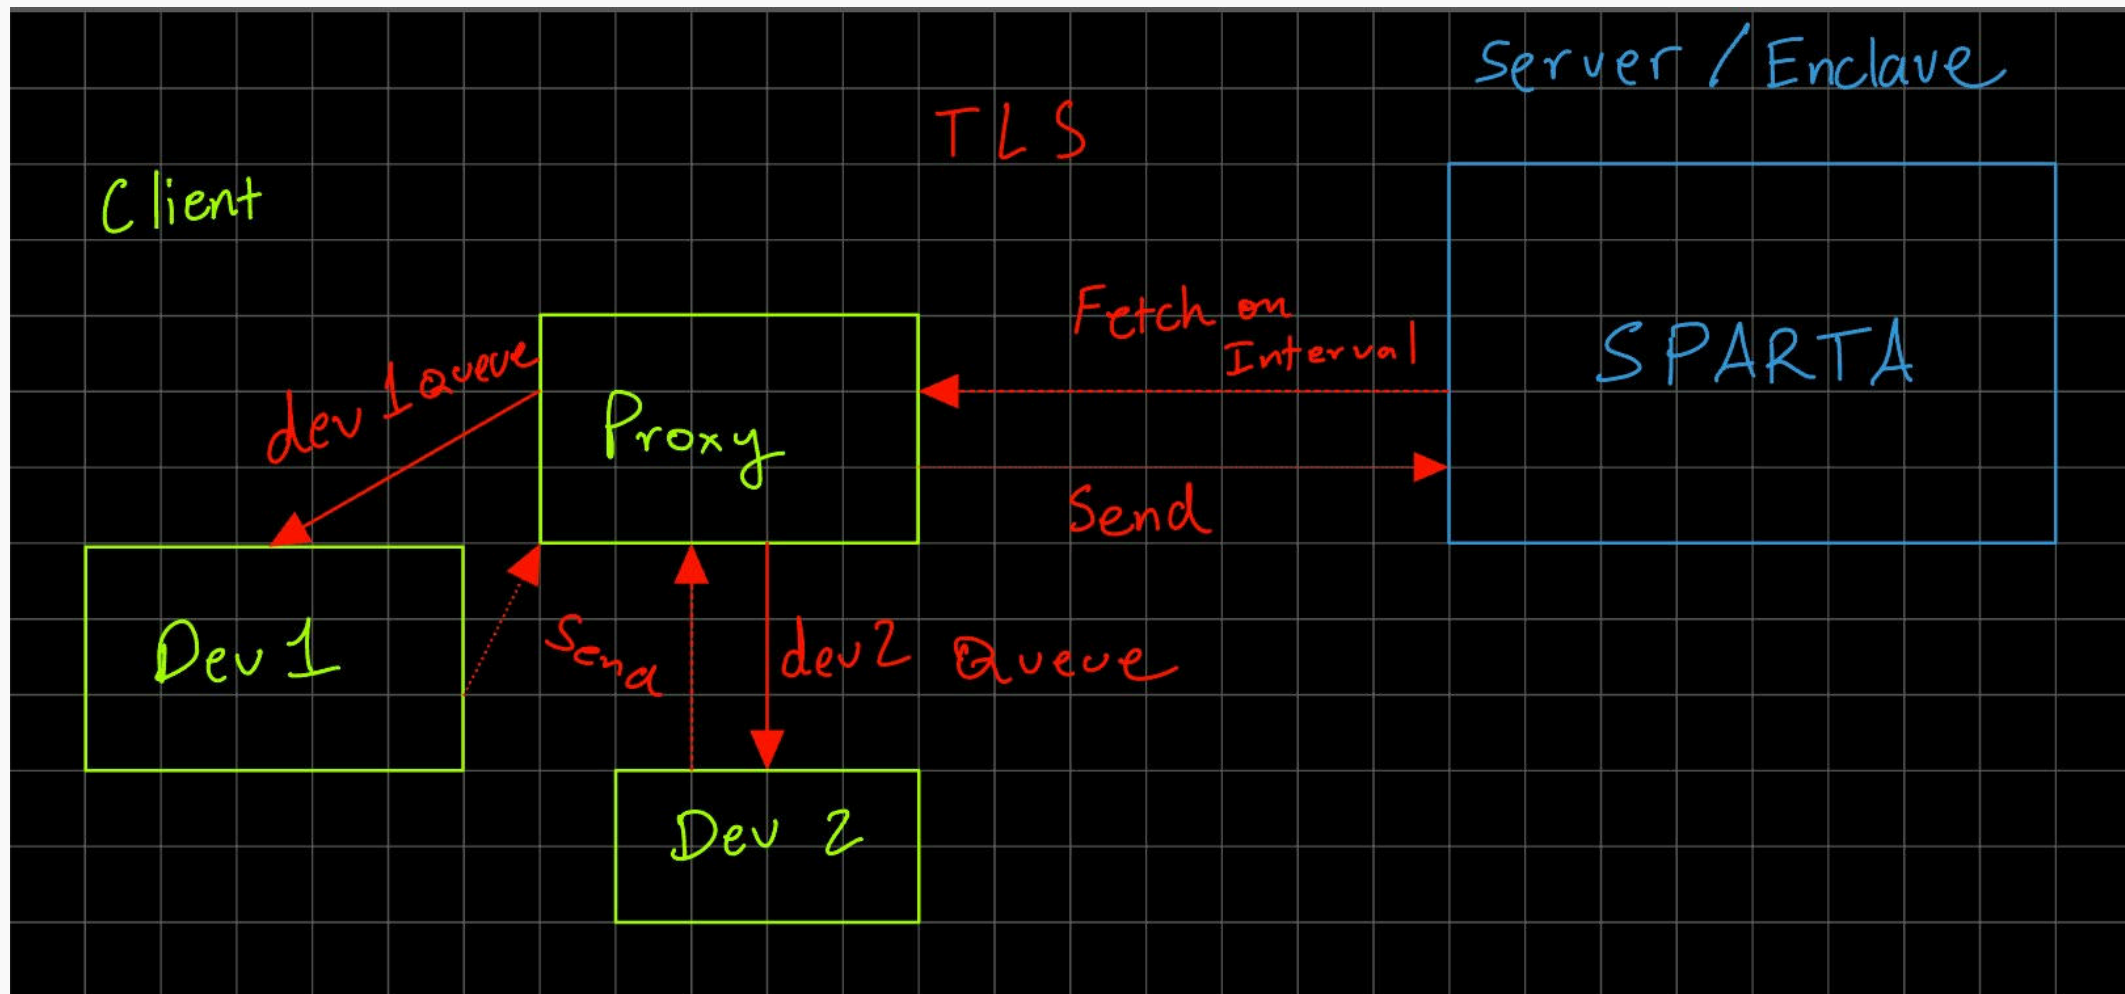 Server / Enclave
TLS
Client
Fetch on
Interval
SPARTA
dev 1 Queue
Proxy
Send
Send
dev 2 Queue
Dev 1
Dev 2